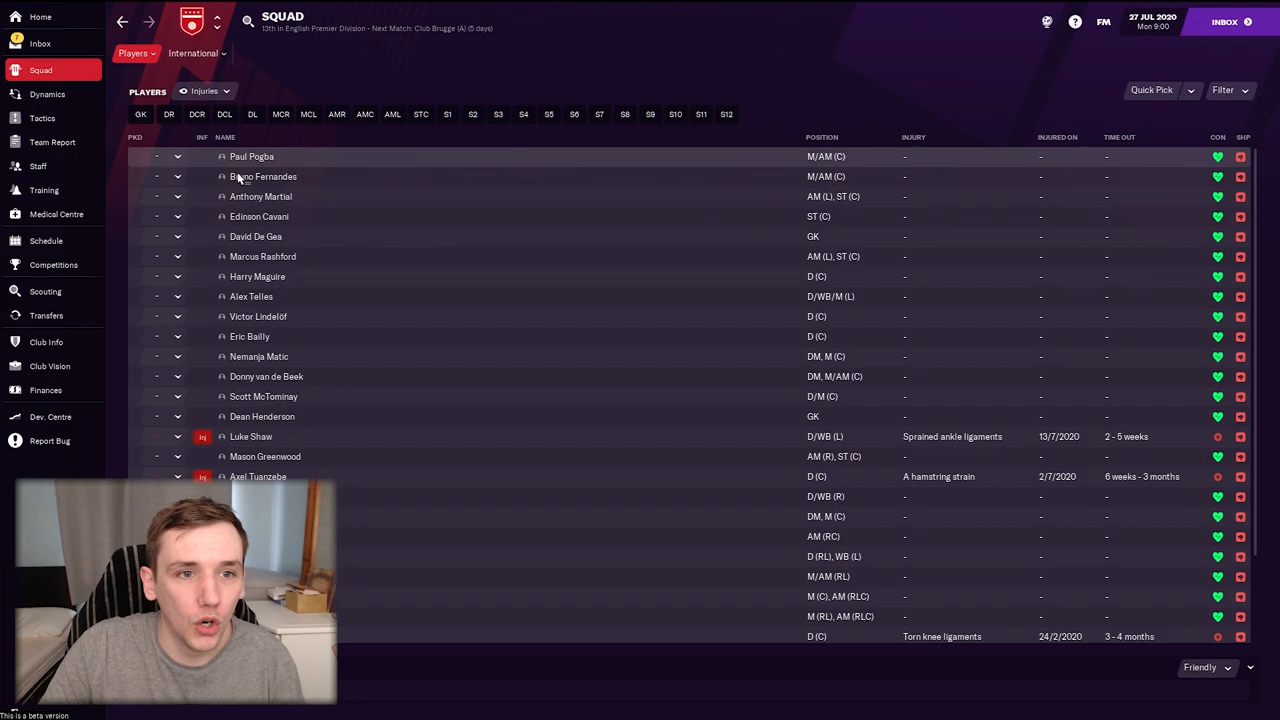 Home
7
Inbox
Squad
Dynamics
Tactics
Team Report
Staff
Training
Medical Centre
Schedule
Competitions
Scouting
Transfers
Club Info
Club Vision
Finances
Dev. Centre
Report Bug
This is a beta version
SQUAD
13th in English Premier Division - Next Match: Club Brugge (A) (5 days)
? FM 27 JUL 2020 Mon 9:00 INBOX
Players International
PLAYERS Injuries Quick Pick Filter
GK DR DCR DCL DL MCR MCL AMR AMC AML STC S1 S2 S3 S4 S5 S6 S7 S8 S9 S10 S11 S12
PKD INF NAME POSITION INJURY INJURED ON TIME OUT CON SHP
- Paul Pogba M/AM (C) - - -
- Bruno Fernandes M/AM (C) - - -
- Anthony Martial AM (L), ST (C) - - -
- Edinson Cavani ST (C) - - -
- David De Gea GK - - -
- Marcus Rashford AM (L), ST (C) - - -
- Harry Maguire D (C) - - -
- Alex Telles D/WB/M (L) - - -
- Victor Lindelöf D (C) - - -
- Eric Bailly D (C) - - -
- Nemanja Matic DM, M (C) - - -
- Donny van de Beek DM, M/AM (C) - - -
- Scott McTominay D/M (C) - - -
- Dean Henderson GK - - -
- Inj Luke Shaw D/WB (L) Sprained ankle ligaments 13/7/2020 2 - 5 weeks
- Mason Greenwood AM (R), ST (C) - - -
- Inj Axel Tuanzebe D (C) A hamstring strain 2/7/2020 6 weeks - 3 months
D/WB (R) - - -
DM, M (C) - - -
AM (RC) - - -
D (RL), WB (L) - - -
M/AM (RL) - - -
M (C), AM (RLC) - - -
M (RL), AM (RLC) - - -
D (C) Torn knee ligaments 24/2/2020 3 - 4 months
Friendly